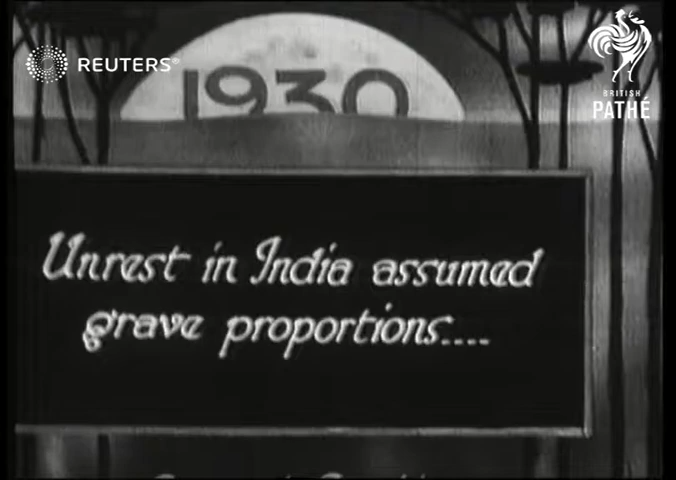 REUTERS®
BRITISH
PATHÉ
1930
Unrest in India assumed
grave proportions....